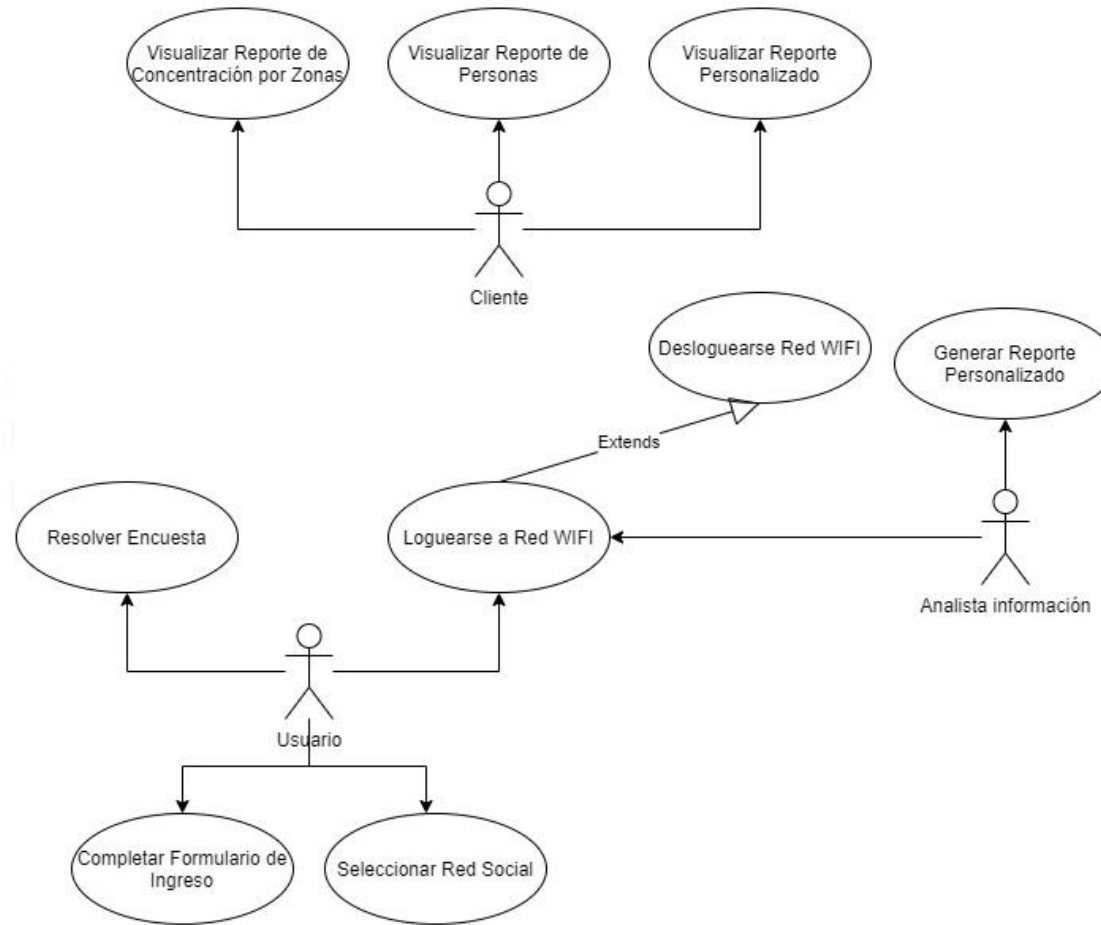 Visualizar Reporte de
Concentración por Zonas
Visualizar Reporte de
Personas
Visualizar Reporte
Personalizado
Cliente
Desloguearse Red WIFI
Generar Reporte
Personalizado
Extends
Resolver Encuesta
Loguearse a Red WIFI
Analista información
Usuario
Completar Formulario de
Ingreso
Seleccionar Red Social